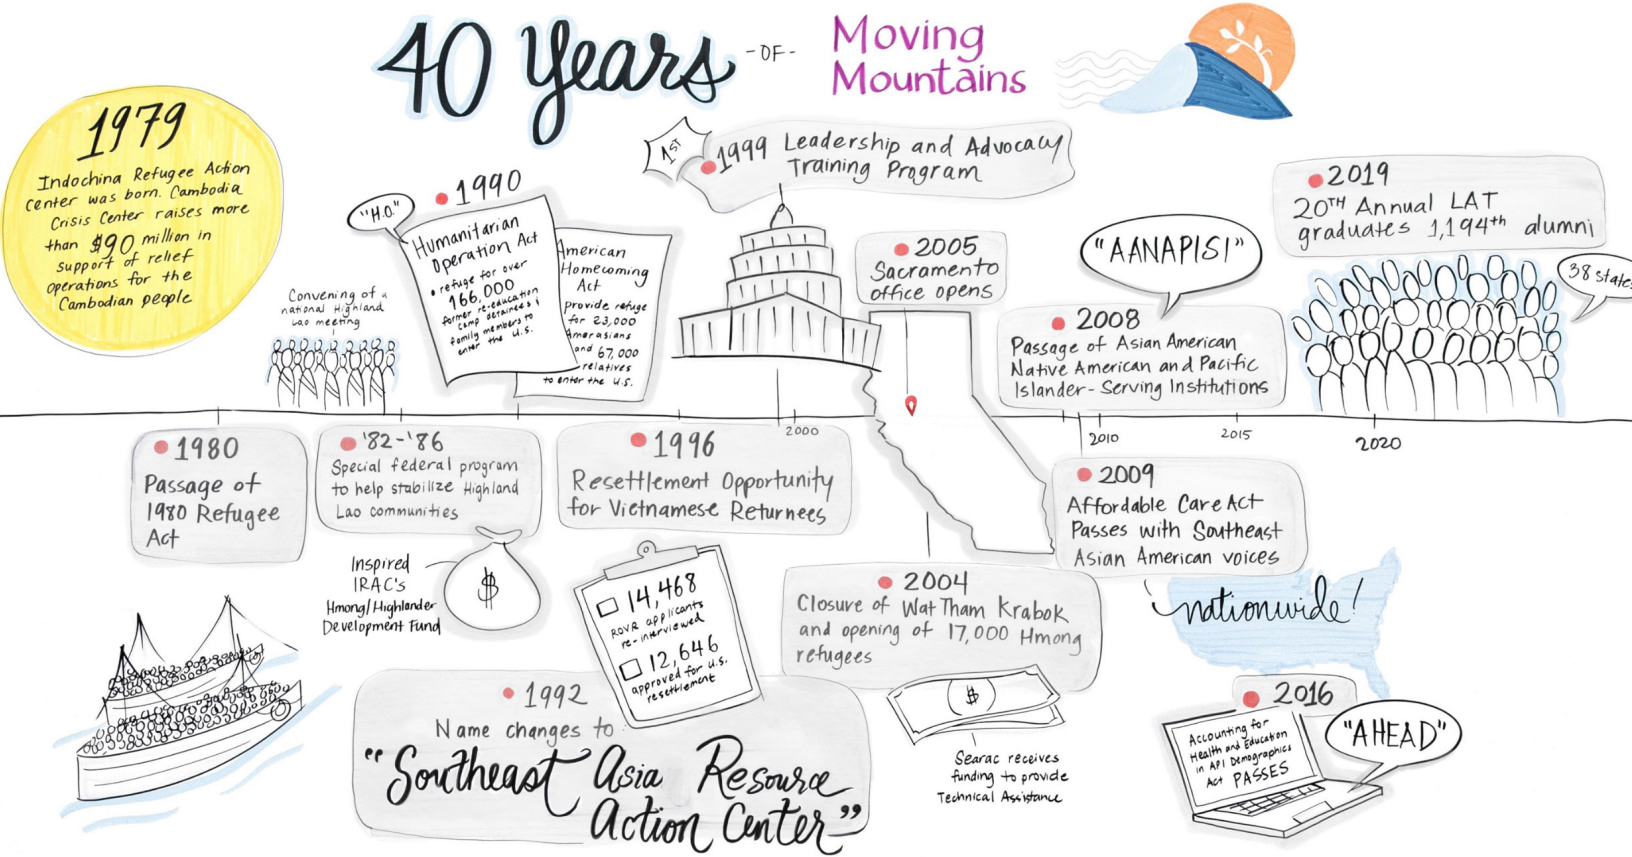 40 Years
-OF-
Moving
Mountains
1979
Indochina Refugee Action
center was born. Cambodia
Crisis Center raises more
than $90 million in
support of relief
operations for the
Cambodian people
Convening of a
national Highland
Lao meeting
"H.O."
1990
Humanitarian
Operation Act
• refuge for over
166,000
former re-education
camp detainees &
family members to
enter the U.S.
American
Homecoming
Act
provide refuge
for 23,000
Amerasians
and 67,000
relatives
to enter the U.S.
1ST
1999 Leadership and Advocacy
Training Program
2005
Sacramento
office opens
"AANAPISI"
2008
Passage of Asian American
Native American and Pacific
Islander-Serving Institutions
2019
20TH Annual LAT
graduates 1,194th alumni
38 states
2000
2010
2015
2020
1980
Passage of
1980 Refugee
Act
'82-'86
Special federal program
to help stabilize Highland
Lao communities
Inspired
IRAC's
Hmong/Highlander
Development Fund
$
1996
Resettlement Opportunity
for Vietnamese Returnees
14,468
ROVR applicants
re-interviewed
12,646
approved for U.S.
resettlement
1992
Name changes to
"Southeast Asia Resource
Action Center"
2004
Closure of Wat Tham Krabok
and opening of 17,000 Hmong
refugees
$
Searac receives
funding to provide
Technical Assistance
2009
Affordable Care Act
Passes with Southeast
Asian American voices
nationwide!
2016
Accounting for
Health and Education
in API Demographics
Act PASSES
"AHEAD"